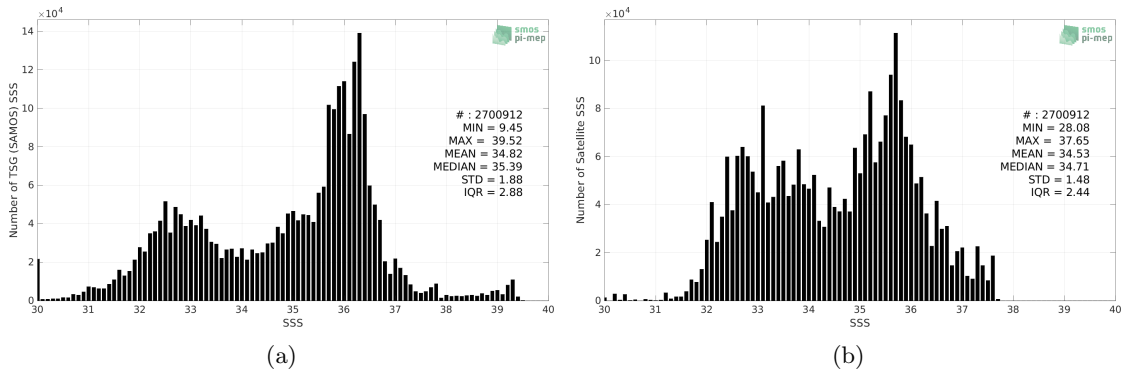 ×10⁴
14
12
10
8
6
4
2
0
Number of TSG (SAMOS) SSS
smos
pi-mep
# : 2700912
MIN = 9.45
MAX = 39.52
MEAN = 34.82
MEDIAN = 35.39
STD = 1.88
IQR = 2.88
30 31 32 33 34 35 36 37 38 39 40
SSS
(a)
×10⁴
10
8
6
4
2
0
Number of Satellite SSS
smos
pi-mep
# : 2700912
MIN = 28.08
MAX = 37.65
MEAN = 34.53
MEDIAN = 34.71
STD = 1.48
IQR = 2.44
30 31 32 33 34 35 36 37 38 39 40
SSS
(b)